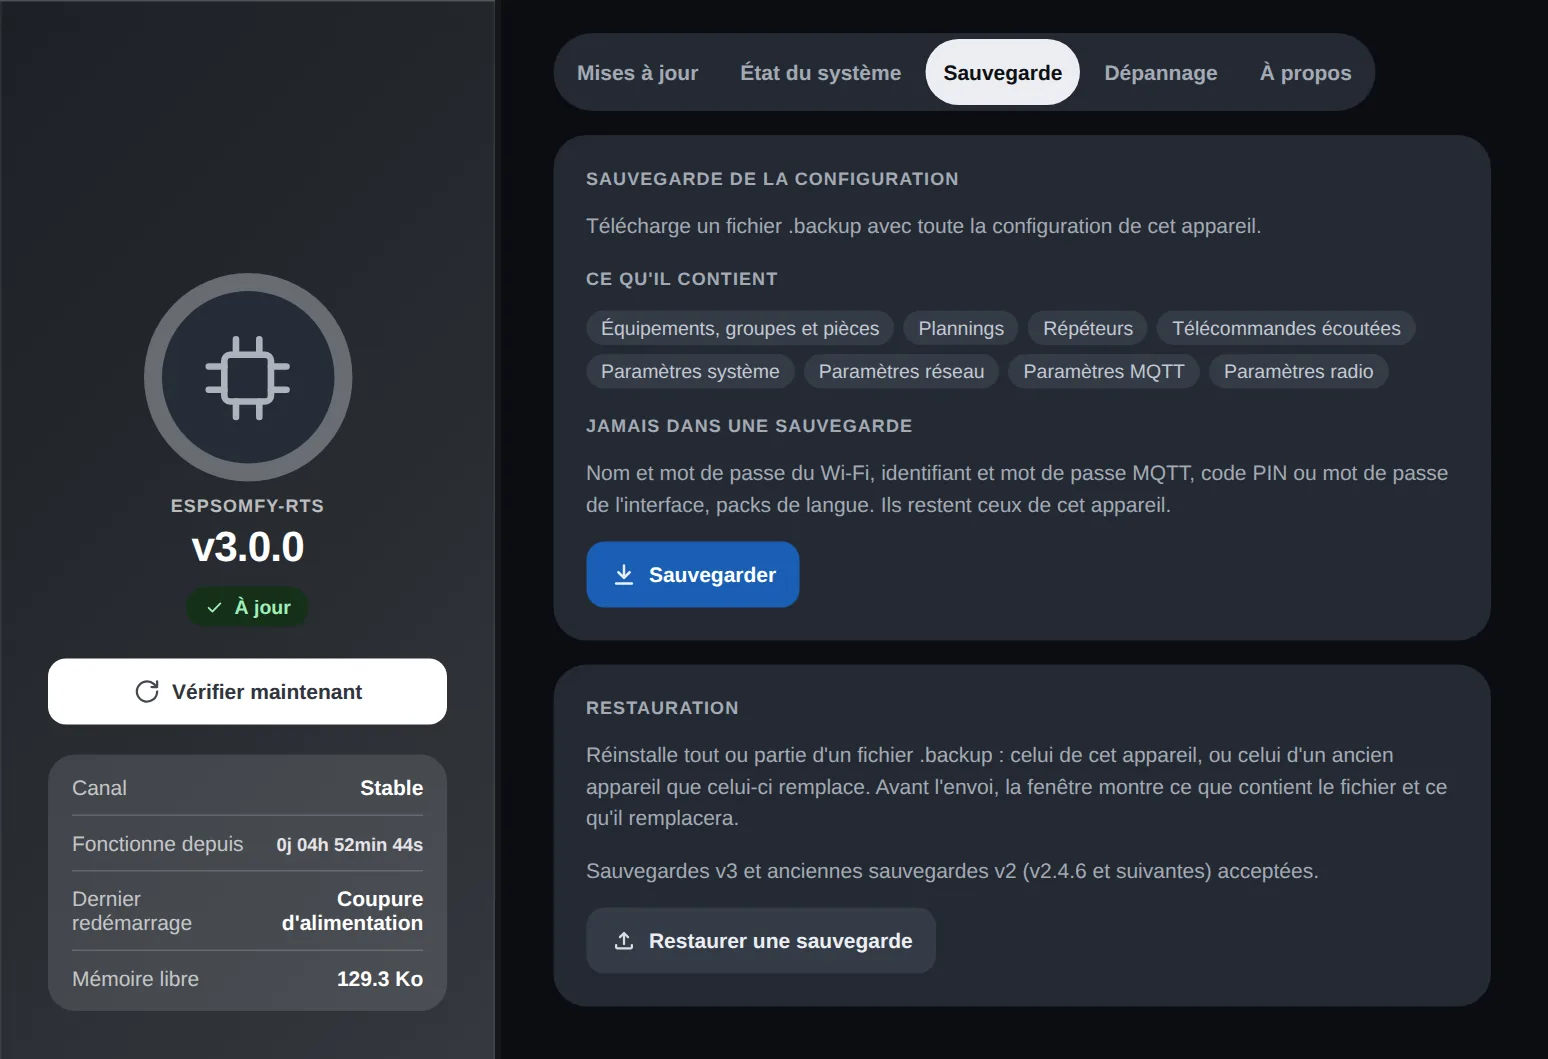 ESPSOMFY-RTS
v3.0.0
À jour
Vérifier maintenant
Canal Stable
Fonctionne depuis 0j 04h 52min 44s
Dernier redémarrage Coupure d'alimentation
Mémoire libre 129.3 Ko
Mises à jour État du système Sauvegarde Dépannage À propos
SAUVEGARDE DE LA CONFIGURATION
Télécharge un fichier .backup avec toute la configuration de cet appareil.
CE QU'IL CONTIENT
Équipements, groupes et pièces Plannings Répéteurs Télécommandes écoutées
Paramètres système Paramètres réseau Paramètres MQTT Paramètres radio
JAMAIS DANS UNE SAUVEGARDE
Nom et mot de passe du Wi-Fi, identifiant et mot de passe MQTT, code PIN ou mot de passe
de l'interface, packs de langue. Ils restent ceux de cet appareil.
Sauvegarder
RESTAURATION
Réinstalle tout ou partie d'un fichier .backup : celui de cet appareil, ou celui d'un ancien
appareil que celui-ci remplace. Avant l'envoi, la fenêtre montre ce que contient le fichier et ce
qu'il remplacera.
Sauvegardes v3 et anciennes sauvegardes v2 (v2.4.6 et suivantes) acceptées.
Restaurer une sauvegarde